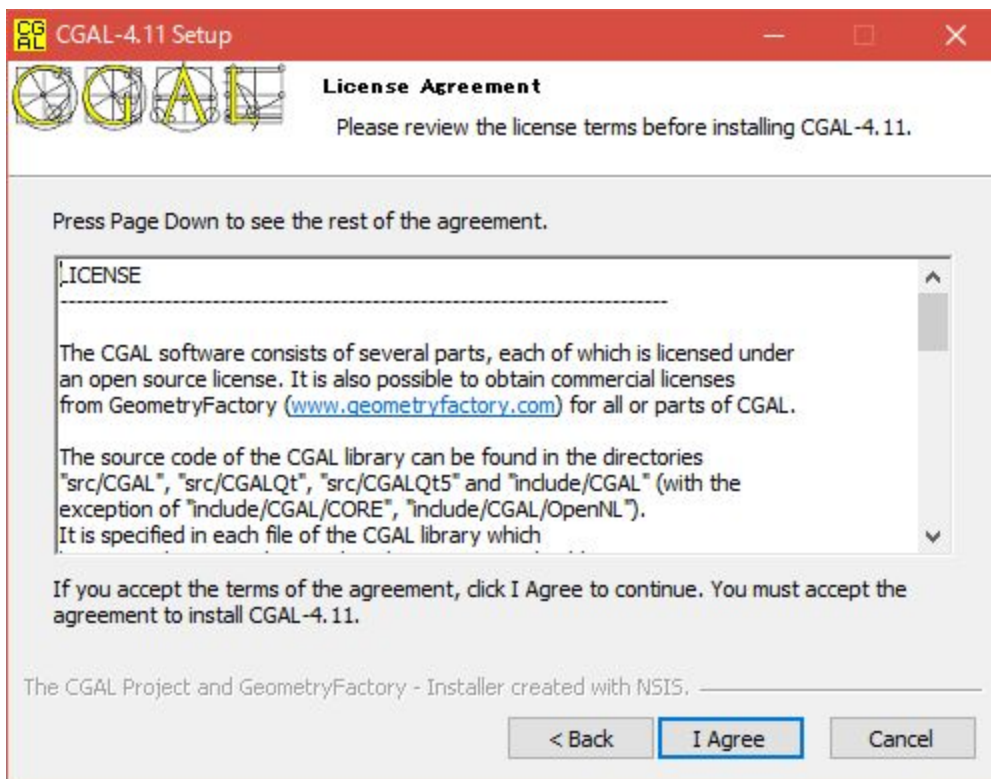 CG
AL
CGAL-4.11 Setup
CGAL
License Agreement
Please review the license terms before installing CGAL-4.11.
Press Page Down to see the rest of the agreement.
LICENSE
----------------------------------------------------------------------------
The CGAL software consists of several parts, each of which is licensed under
an open source license. It is also possible to obtain commercial licenses
from GeometryFactory (www.geometryfactory.com) for all or parts of CGAL.
The source code of the CGAL library can be found in the directories
"src/CGAL", "src/CGALQt", "src/CGALQt5" and "include/CGAL" (with the
exception of "include/CGAL/CORE", "include/CGAL/OpenNL").
It is specified in each file of the CGAL library which
If you accept the terms of the agreement, click I Agree to continue. You must accept the
agreement to install CGAL-4.11.
The CGAL Project and GeometryFactory - Installer created with NSIS.
< Back
I Agree
Cancel